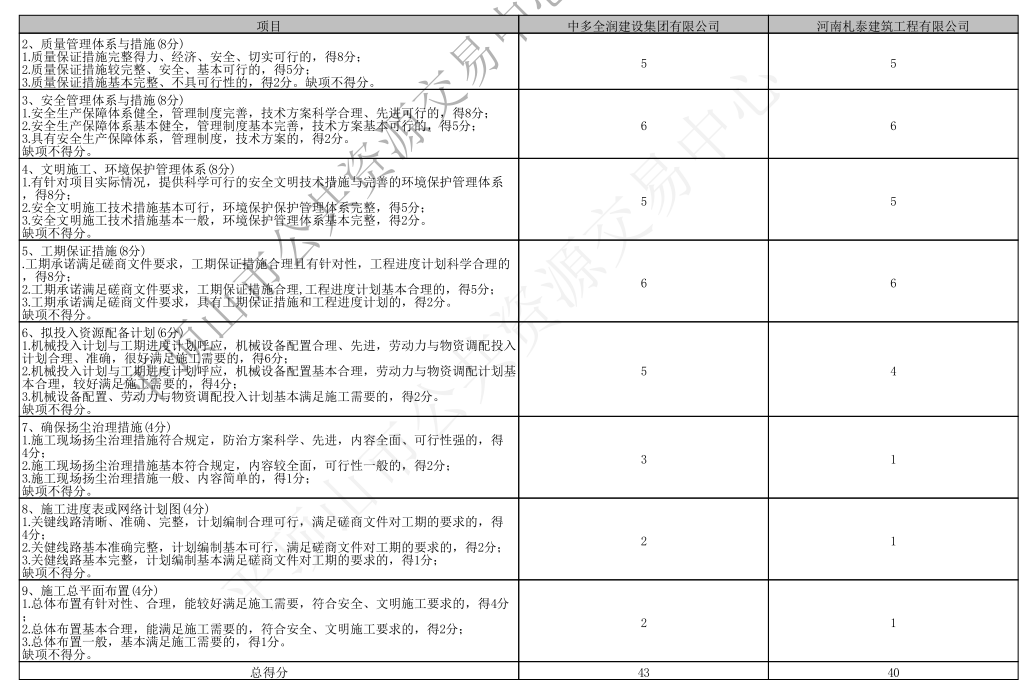 项目
中多全润建设集团有限公司
河南札泰建筑工程有限公司
2、质量管理体系与措施(8分)
1.质量保证措施完整得力、经济、安全、切实可行的，得8分；
2.质量保证措施较完整、安全、基本可行的，得5分；
3.质量保证措施基本完整、不具可行性的，得2分。缺项不得分。
5
5
3、安全管理体系与措施(8分)
1.安全生产保障体系健全，管理制度完善，技术方案科学合理、先进可行的，得8分；
2.安全生产保障体系基本健全，管理制度基本完善，技术方案基本可行的，得5分；
3.具有安全生产保障体系，管理制度，技术方案的，得2分。
缺项不得分。
6
6
4、文明施工、环境保护管理体系(8分)
1.有针对项目实际情况，提供科学可行的安全文明技术措施与完善的环境保护管理体系
，得8分；
2.安全文明施工技术措施基本可行，环境保护保护管理体系完整，得5分；
3.安全文明施工技术措施基本一般，环境保护管理体系基本完整，得2分。
缺项不得分。
5
5
5、工期保证措施(8分)
.工期承诺满足磋商文件要求，工期保证措施合理且有针对性，工程进度计划科学合理的
，得8分；
2.工期承诺满足磋商文件要求，工期保证措施合理,工程进度计划基本合理的，得5分；
3.工期承诺满足磋商文件要求，具有工期保证措施和工程进度计划的，得2分。
缺项不得分。
6
6
6、拟投入资源配备计划(6分)
1.机械投入计划与工期进度计划呼应，机械设备配置合理、先进，劳动力与物资调配投入
计划合理、准确，很好满足施工需要的，得6分；
2.机械投入计划与工期进度计划呼应，机械设备配置基本合理，劳动力与物资调配计划基
本合理，较好满足施工需要的，得4分；
3.机械设备配置、劳动力与物资调配投入计划基本满足施工需要的，得2分。
缺项不得分。
5
4
7、确保扬尘治理措施(4分)
1.施工现场扬尘治理措施符合规定，防治方案科学、先进，内容全面、可行性强的，得
4分；
2.施工现场扬尘治理措施基本符合规定，内容较全面，可行性一般的，得2分；
3.施工现场扬尘治理措施一般、内容简单的，得1分；
缺项不得分。
3
1
8、施工进度表或网络计划图(4分)
1.关键线路清晰、准确、完整，计划编制合理可行，满足磋商文件对工期的要求的，得
4分；
2.关健线路基本准确完整，计划编制基本可行，满足磋商文件对工期的要求的，得2分；
3.关健线路基本完整，计划编制基本满足磋商文件对工期的要求的，得1分；
缺项不得分。
2
1
9、施工总平面布置(4分)
1.总体布置有针对性、合理，能较好满足施工需要，符合安全、文明施工要求的，得4分
；
2.总体布置基本合理，能满足施工需要的，符合安全、文明施工要求的，得2分；
3.总体布置一般，基本满足施工需要的，得1分。
缺项不得分。
2
1
总得分
43
40
平顶山市公共资源交易中心
平顶山市公共资源交易中心